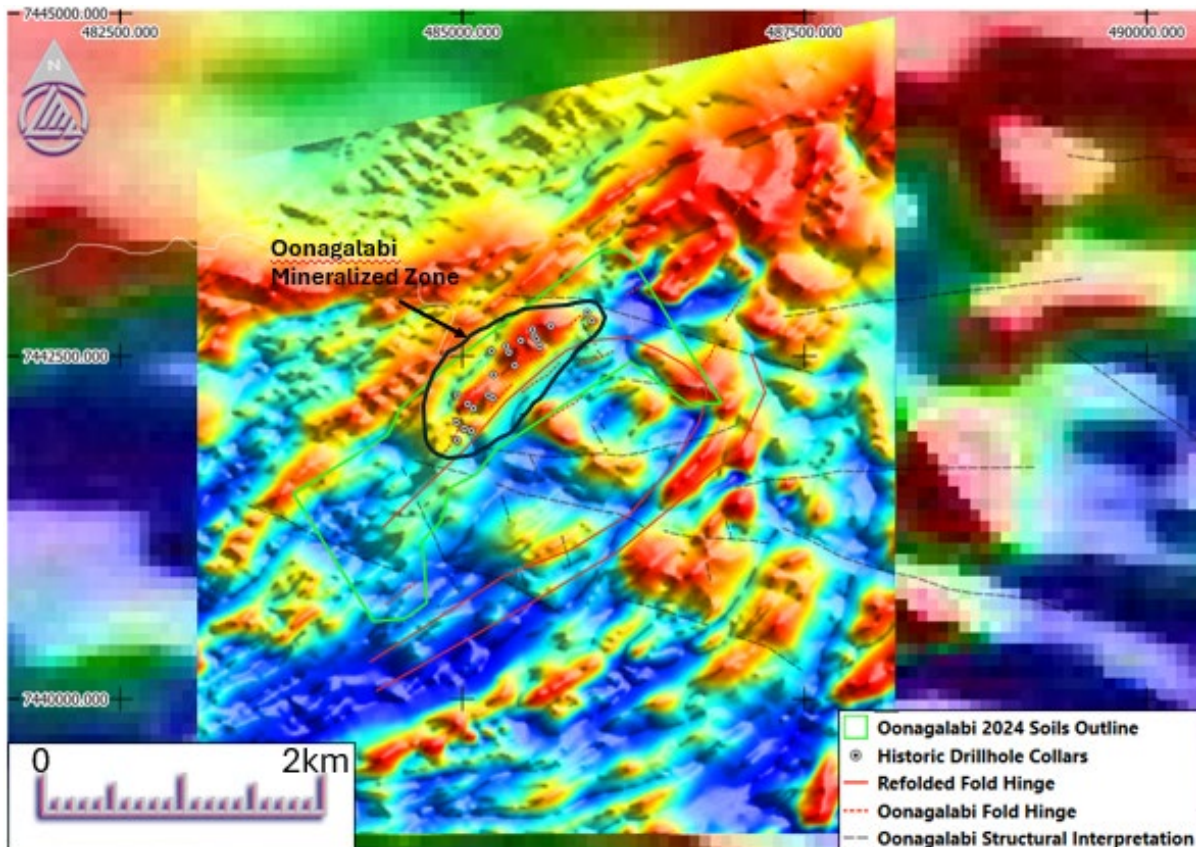 7445000.000
482500.000
485000.000
487500.000
490000.000
N
Oonagalabi
Mineralized Zone
7442500.000
7440000.000
0
2km
Oonagalabi 2024 Soils Outline
Historic Drillhole Collars
Refolded Fold Hinge
Oonagalabi Fold Hinge
Oonagalabi Structural Interpretation